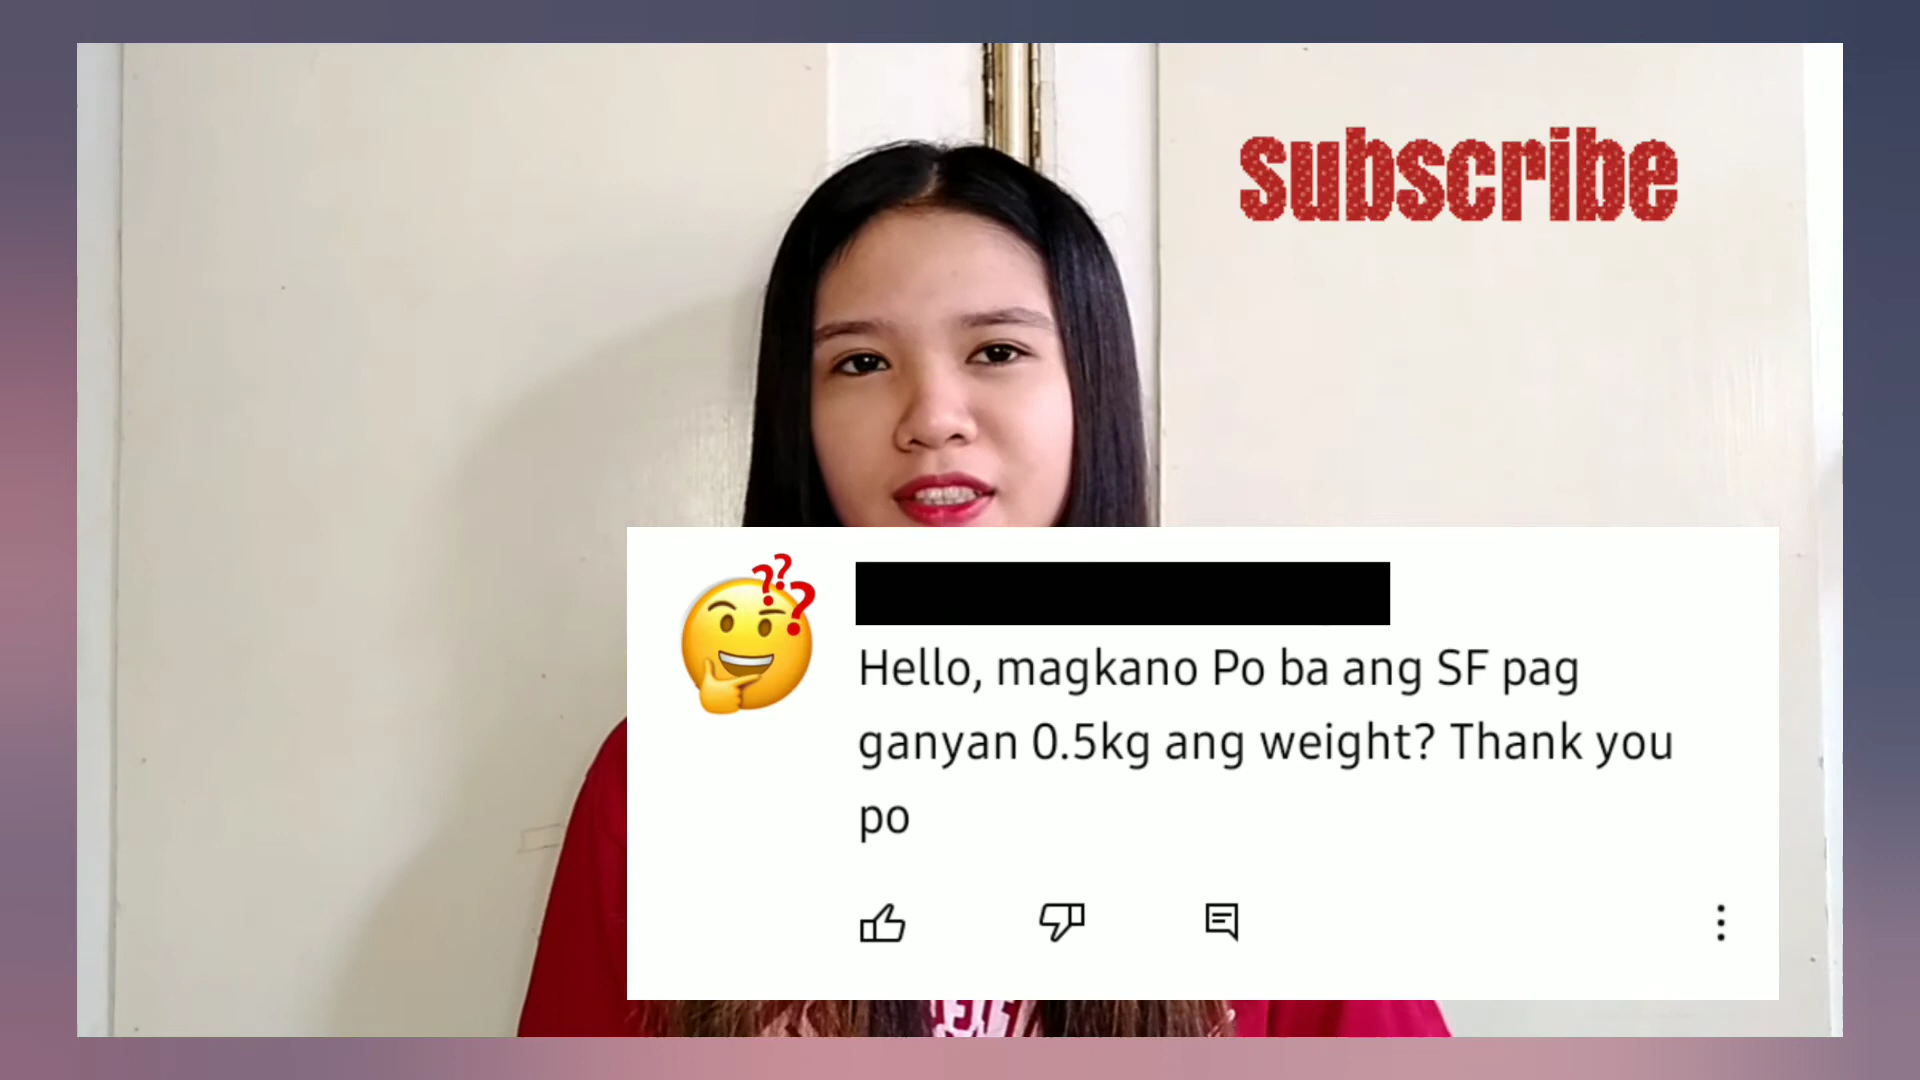 Subscribe
???
Hello, magkano Po ba ang SF pag
ganyan 0.5kg ang weight? Thank you
po